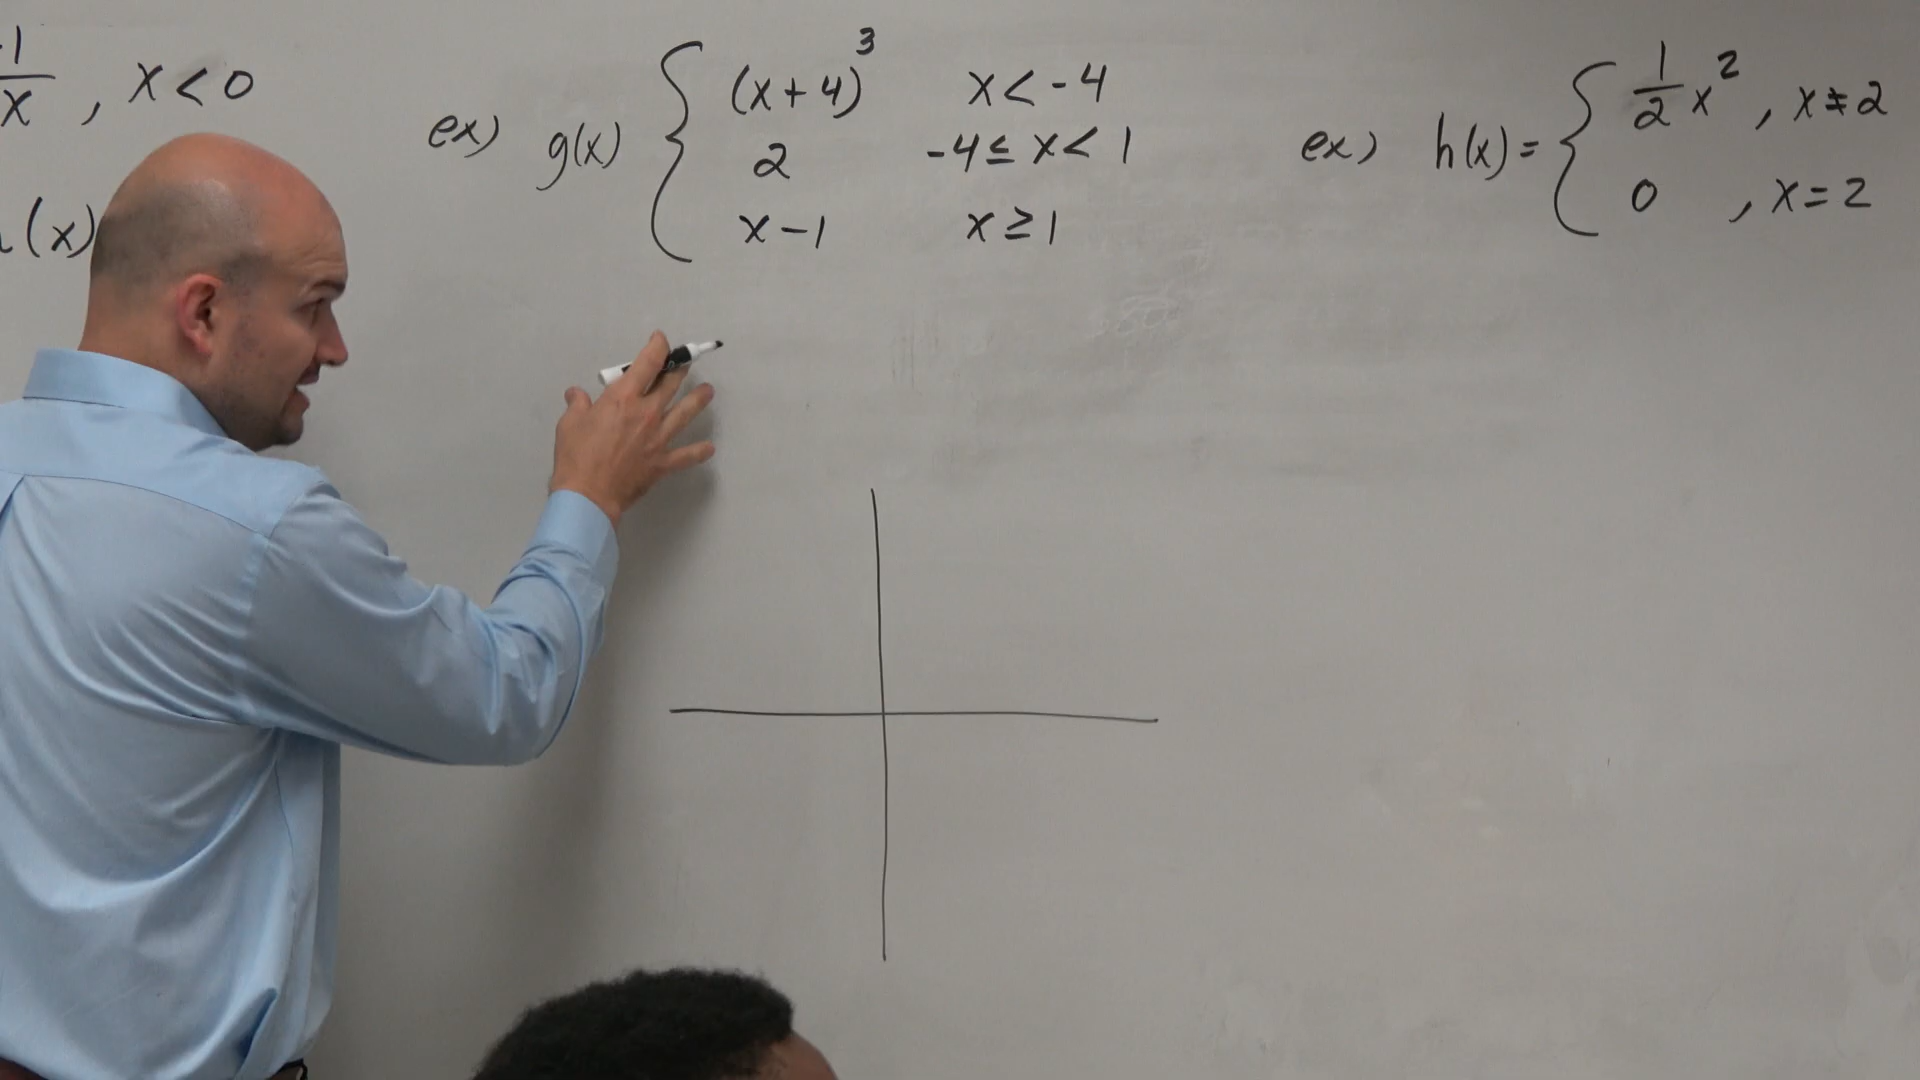 1/x , x < 0
(x)
ex) g(x) {
(x+4)³ x < -4
2 -4 ≤ x < 1
x-1 x ≥ 1
ex) h(x) = {
1/2 x² , x ≠ 2
0 , x = 2